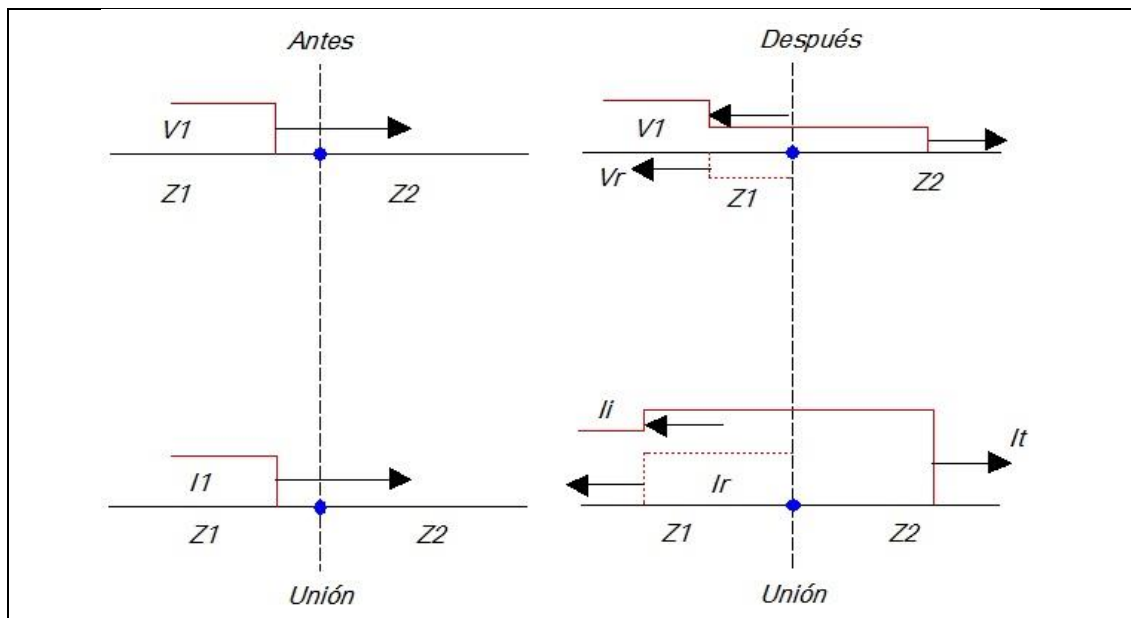 Antes
Después
V1
V1
Z1
Z2
Vr
Z1
Z2
Ii
It
I1
Ir
Z1
Z2
Z1
Z2
Unión
Unión